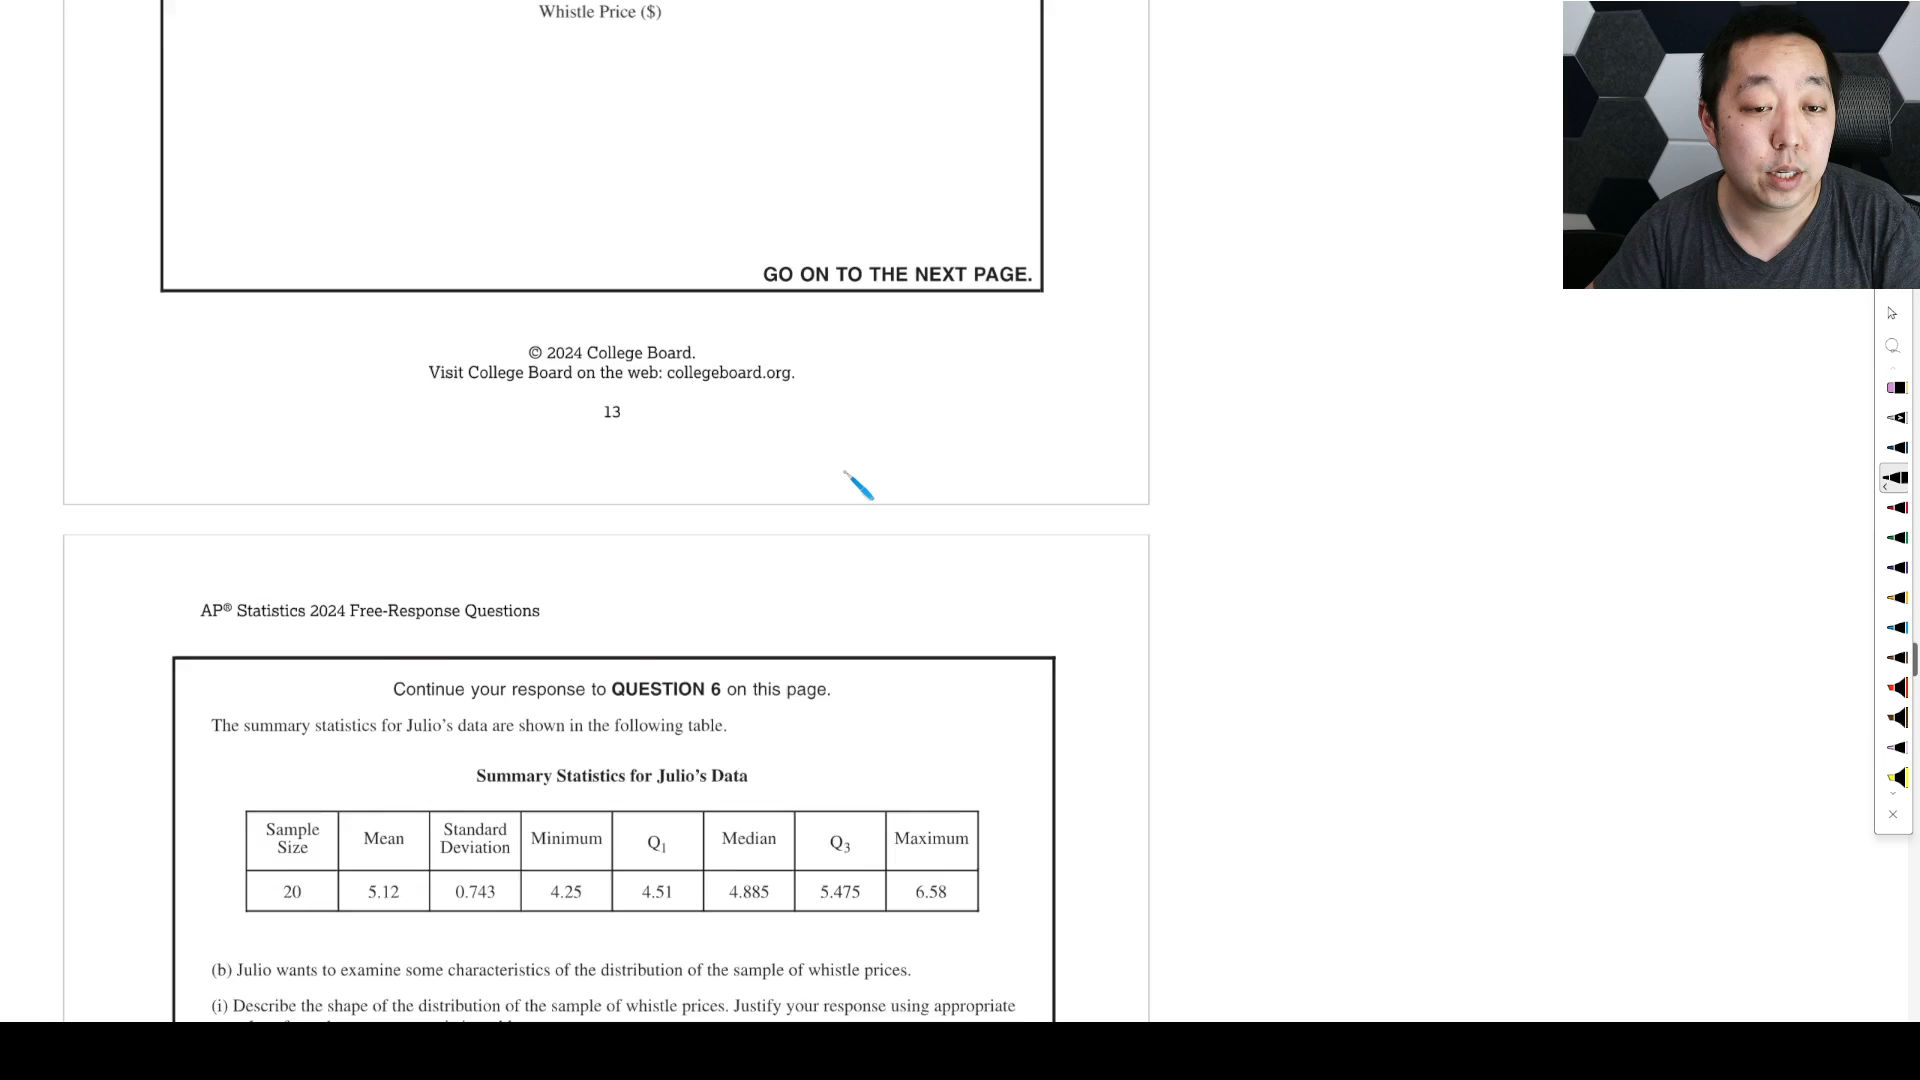 Whistle Price ($)
GO ON TO THE NEXT PAGE.
© 2024 College Board.
Visit College Board on the web: collegeboard.org.
13
AP® Statistics 2024 Free-Response Questions
Continue your response to QUESTION 6 on this page.
The summary statistics for Julio's data are shown in the following table.
Summary Statistics for Julio's Data
Sample Size Mean Standard Deviation Minimum Q1 Median Q3 Maximum
20 5.12 0.743 4.25 4.51 4.885 5.475 6.58
(b) Julio wants to examine some characteristics of the distribution of the sample of whistle prices.
(i) Describe the shape of the distribution of the sample of whistle prices. Justify your response using appropriate